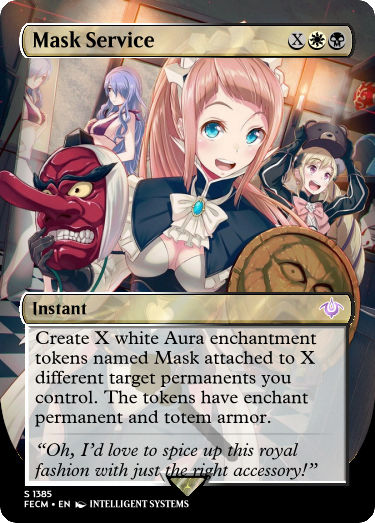 Mask Service X
Instant
Create X white Aura enchantment
tokens named Mask attached to X
different target permanents you
control. The tokens have enchant
permanent and totem armor.
“Oh, I’d love to spice up this royal
fashion with just the right accessory!”
S 1385
FECM • EN INTELLIGENT SYSTEMS